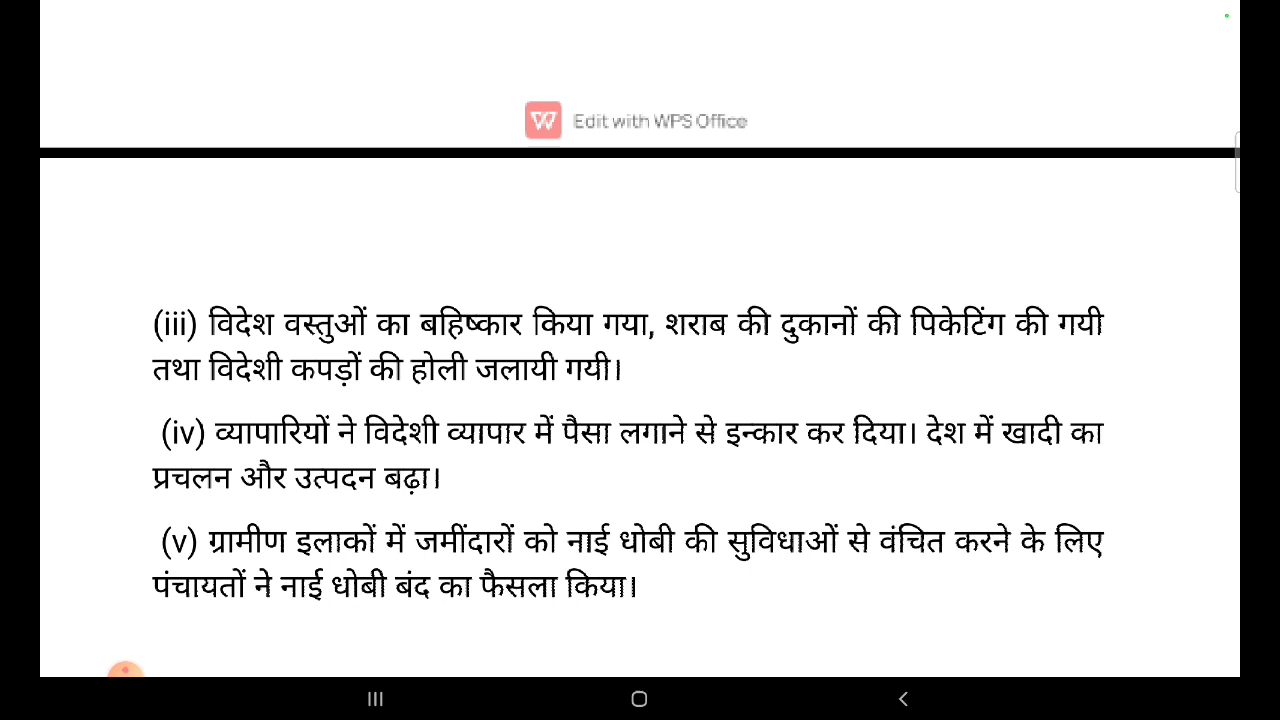 Edit with WPS Office
(iii) विदेश वस्तुओं का बहिष्कार किया गया, शराब की दुकानों की पिकेटिंग की गयी
तथा विदेशी कपड़ों की होली जलायी गयी।
(iv) व्यापारियों ने विदेशी व्यापार में पैसा लगाने से इन्कार कर दिया। देश में खादी का
प्रचलन और उत्पदन बढ़ा।
(v) ग्रामीण इलाकों में जमींदारों को नाई धोबी की सुविधाओं से वंचित करने के लिए
पंचायतों ने नाई धोबी बंद का फैसला किया।